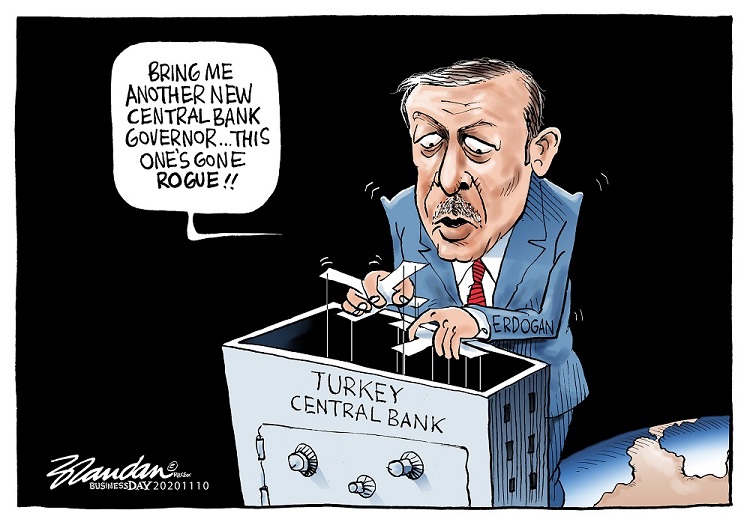 BRING ME
ANOTHER NEW
CENTRAL BANK
GOVERNOR...THIS
ONE'S GONE
ROGUE!!
ERDOGAN
TURKEY
CENTRAL BANK
Brandan ©
BUSINESSDAY 20201110